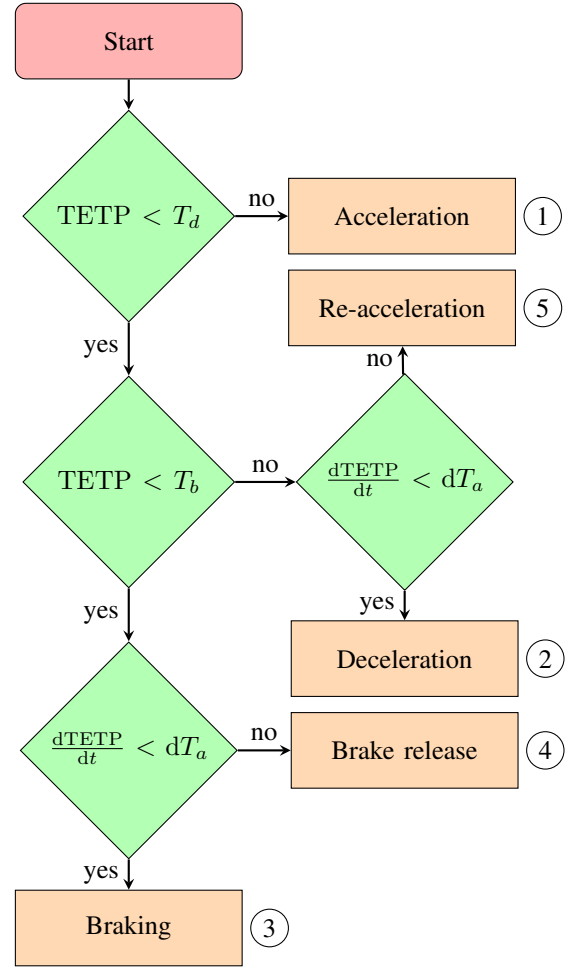 Start
TETP < T_d
no
Acceleration
1
Re-acceleration
5
yes
no
TETP < T_b
no
dTETP/dt < dT_a
yes
yes
Deceleration
2
dTETP/dt < dT_a
no
Brake release
4
yes
Braking
3